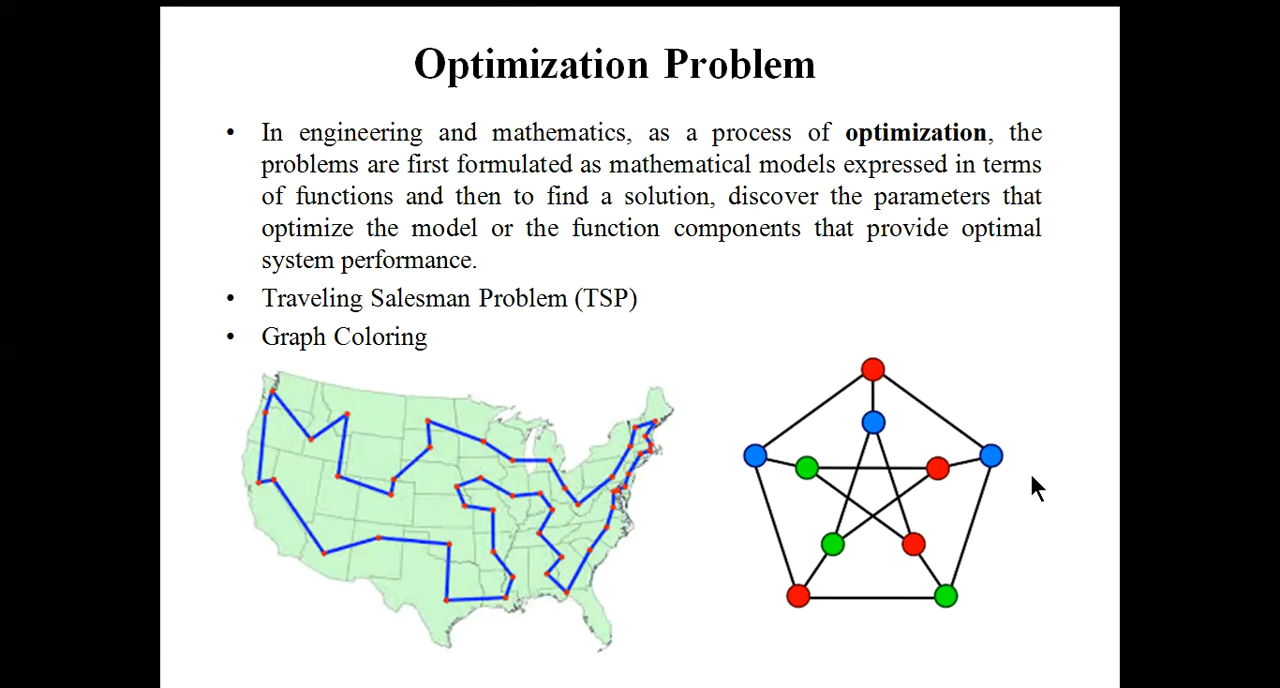 Optimization Problem
• In engineering and mathematics, as a process of optimization, the
problems are first formulated as mathematical models expressed in terms
of functions and then to find a solution, discover the parameters that
optimize the model or the function components that provide optimal
system performance.
• Traveling Salesman Problem (TSP)
• Graph Coloring